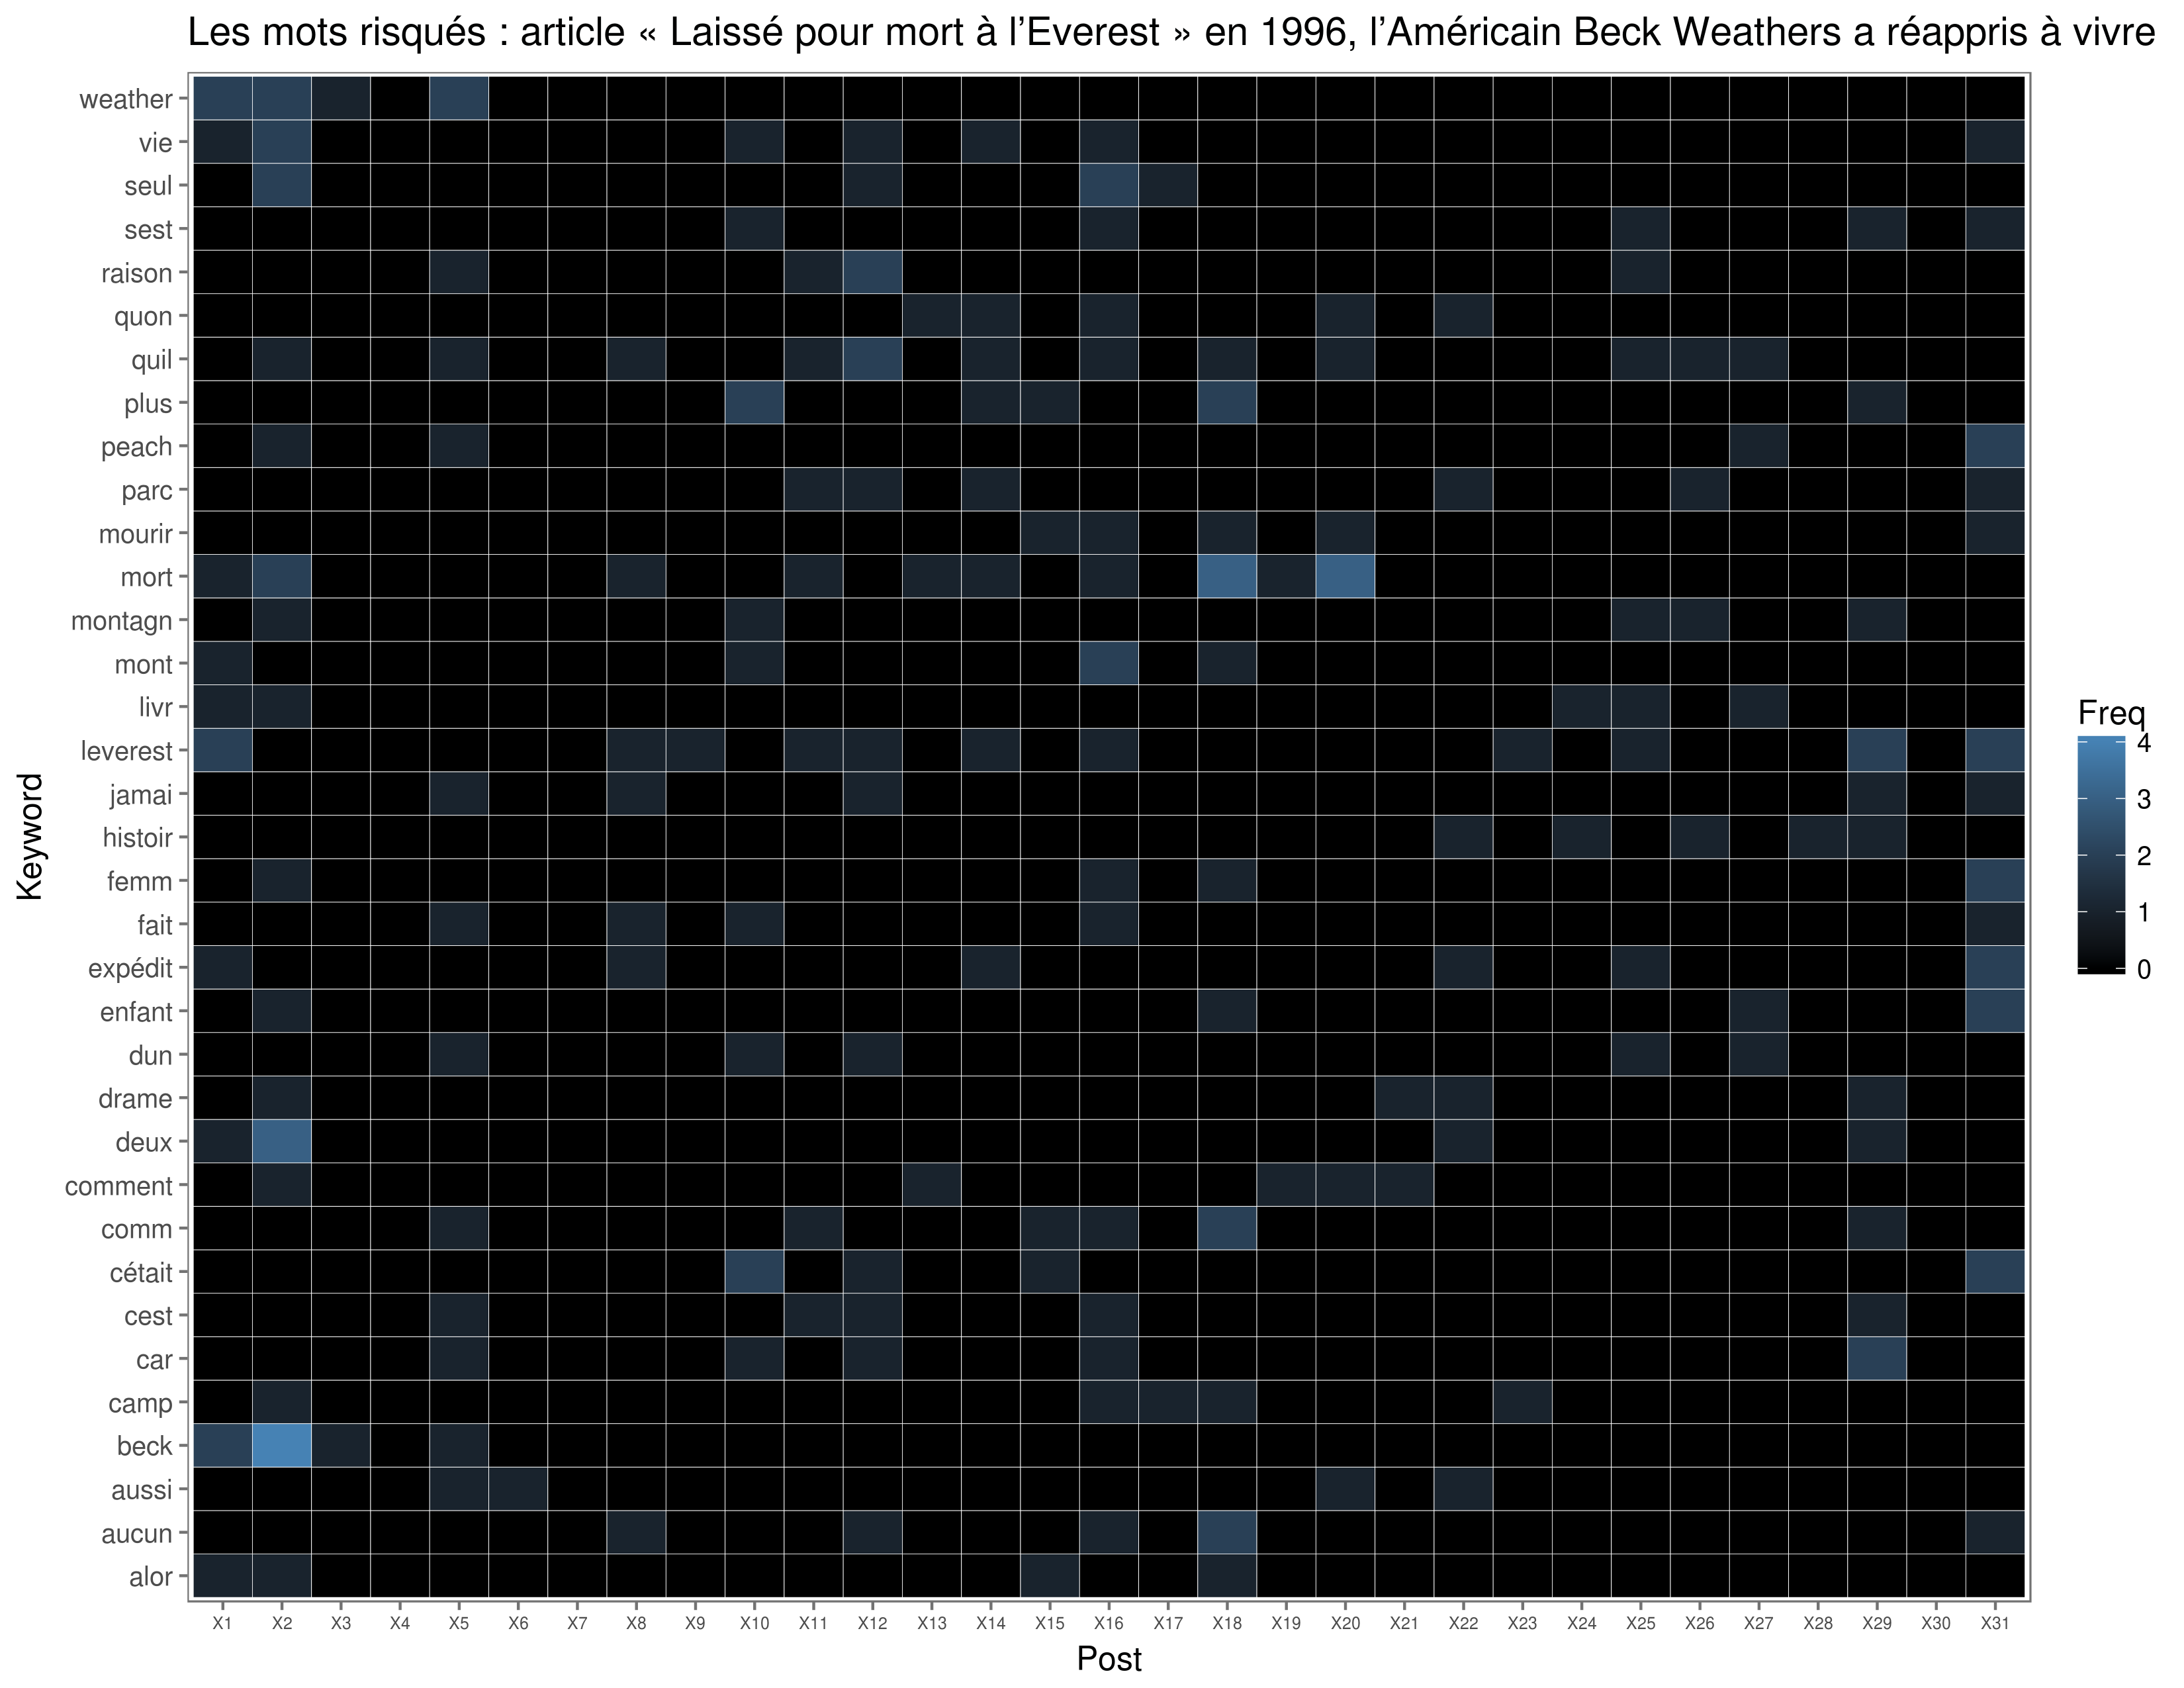 Les mots risqués : article « Laissé pour mort à l’Everest » en 1996, l’Américain Beck Weathers a réappris à vivre
Keyword
weather
vie
seul
sest
raison
quon
quil
plus
peach
parc
mourir
mort
montagn
mont
livr
leverest
jamai
histoir
femm
fait
expédit
enfant
dun
drame
deux
comment
comm
cétait
cest
car
camp
beck
aussi
aucun
alor
X1 X2 X3 X4 X5 X6 X7 X8 X9 X10 X11 X12 X13 X14 X15 X16 X17 X18 X19 X20 X21 X22 X23 X24 X25 X26 X27 X28 X29 X30 X31
Post
Freq
4
3
2
1
0